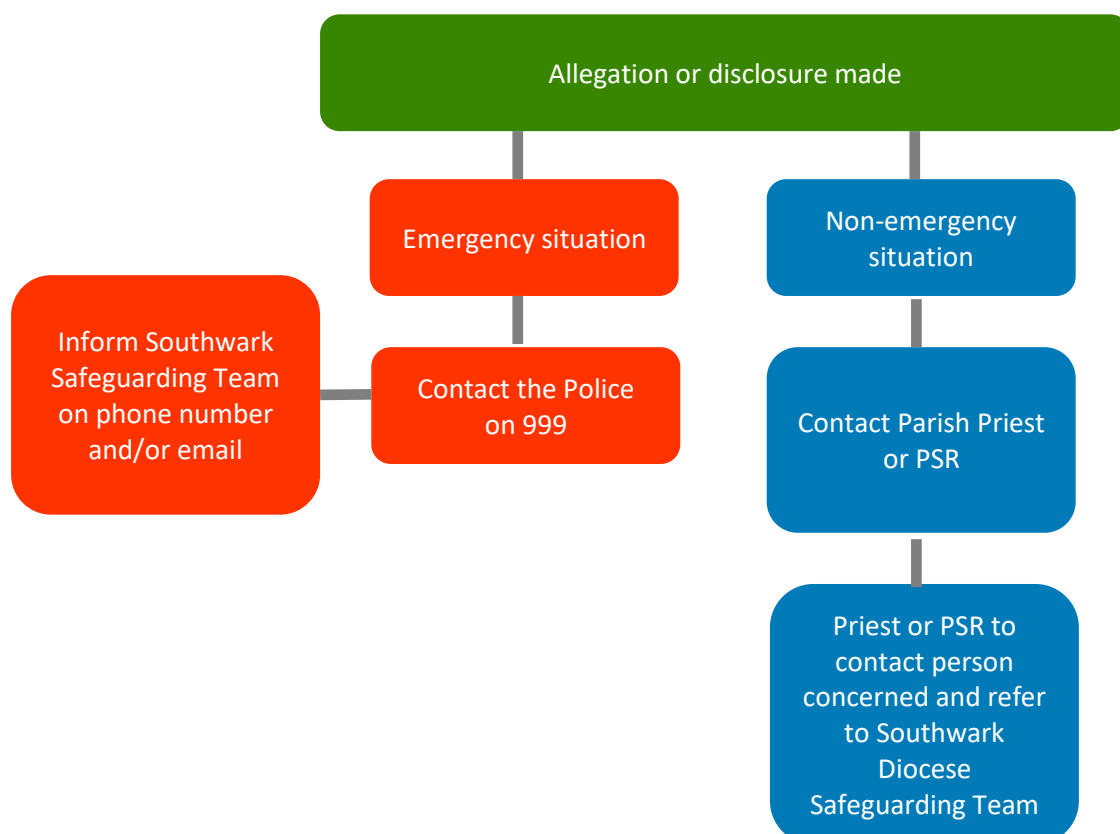 Allegation or disclosure made
Emergency situation
Non-emergency
situation
Inform Southwark
Safeguarding Team
on phone number
and/or email
Contact the Police
on 999
Contact Parish Priest
or PSR
Priest or PSR to
contact person
concerned and refer
to Southwark
Diocese
Safeguarding Team